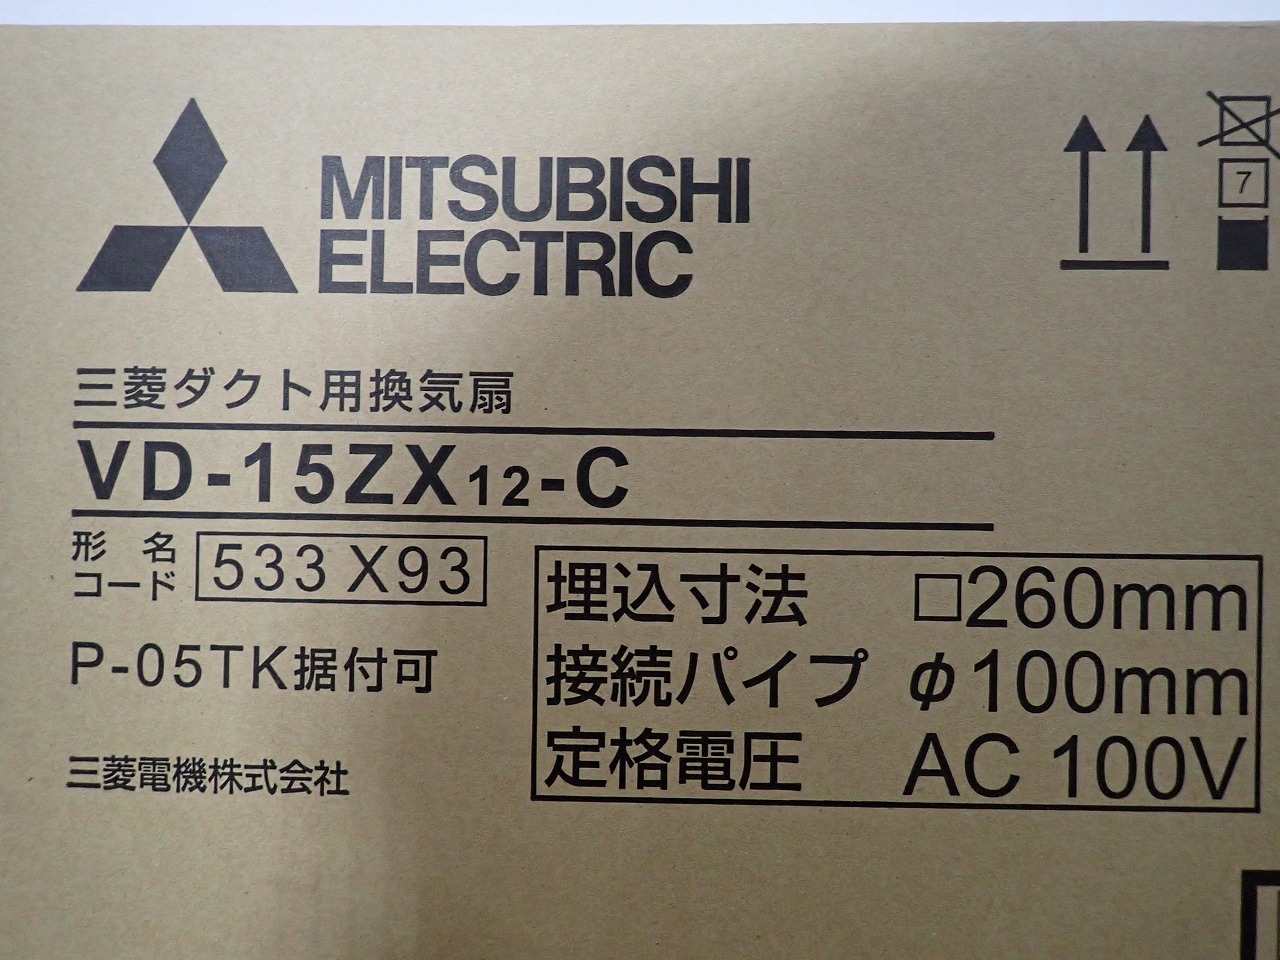 MITSUBISHI
ELECTRIC
7
三菱ダクト用換気扇
VD-15ZX12-C
形名
コード
533 X93
P-05TK据付可
三菱電機株式会社
埋込寸法 □260mm
接続パイプ φ100mm
定格電圧 AC 100V